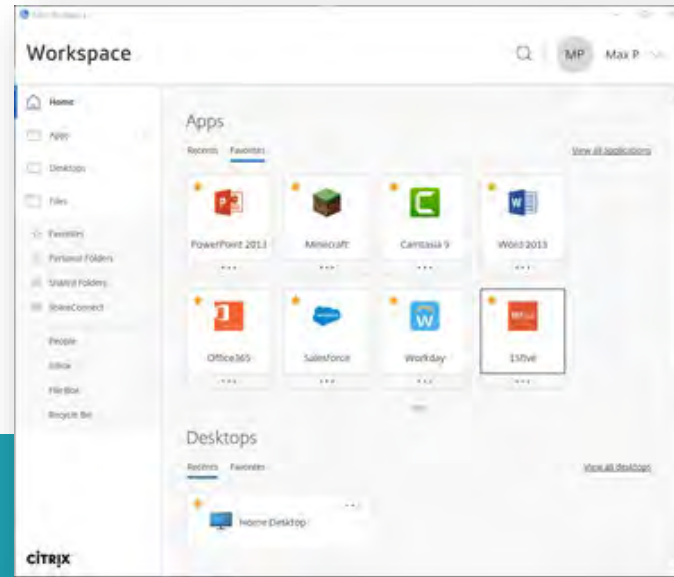 Workspace
MP Max P
Home
Apps
Desktops
Files
Favorites
Personal Folders
Shared Folders
ShareConnect
People
Inbox
File Box
Recycle Bin
CITRIX
Apps
Recents Favorites View all applications
PowerPoint 2013 Minecraft Camtasia 9 Word 2013
Office365 Salesforce Workday 15five
Desktops
Recents Favorites View all desktops
Home Desktop